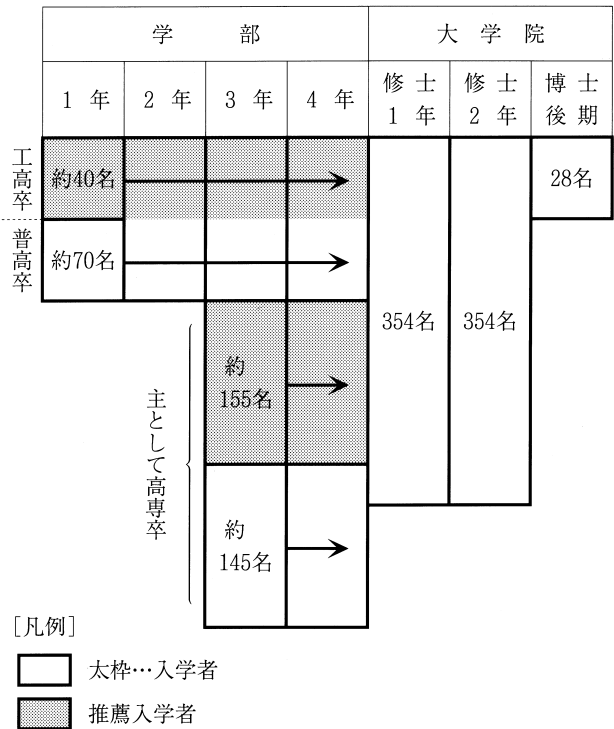 学部
大学院
1年
2年
3年
4年
修士1年
修士2年
博士後期
工高卒
約40名
28名
普高卒
約70名
354名
354名
約
155名
主として高専卒
約
145名
[凡例]
太枠…入学者
推薦入学者